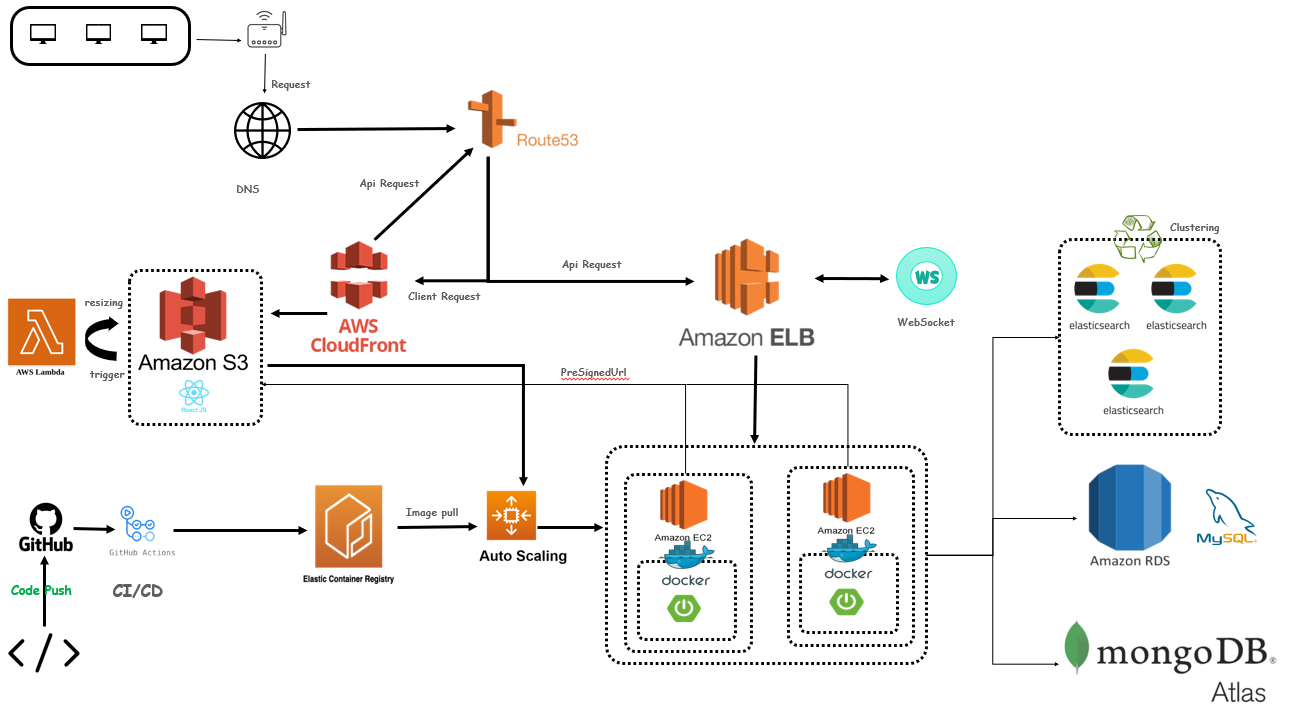 Request
Route53
DNS
Api Request
Clustering
Api Request
Client Request
WS
WebSocket
elasticsearch
elasticsearch
resizing
AWS
CloudFront
Amazon ELB
Amazon S3
AWS Lambda
trigger
PreSignedUrl
React JS
elasticsearch
Image pull
Amazon EC2
Amazon EC2
GitHub
GitHub Actions
Auto Scaling
MySQL®
Amazon RDS
docker
docker
Elastic Container Registry
Code Push
CI/CD
</>
mongoDB®
Atlas